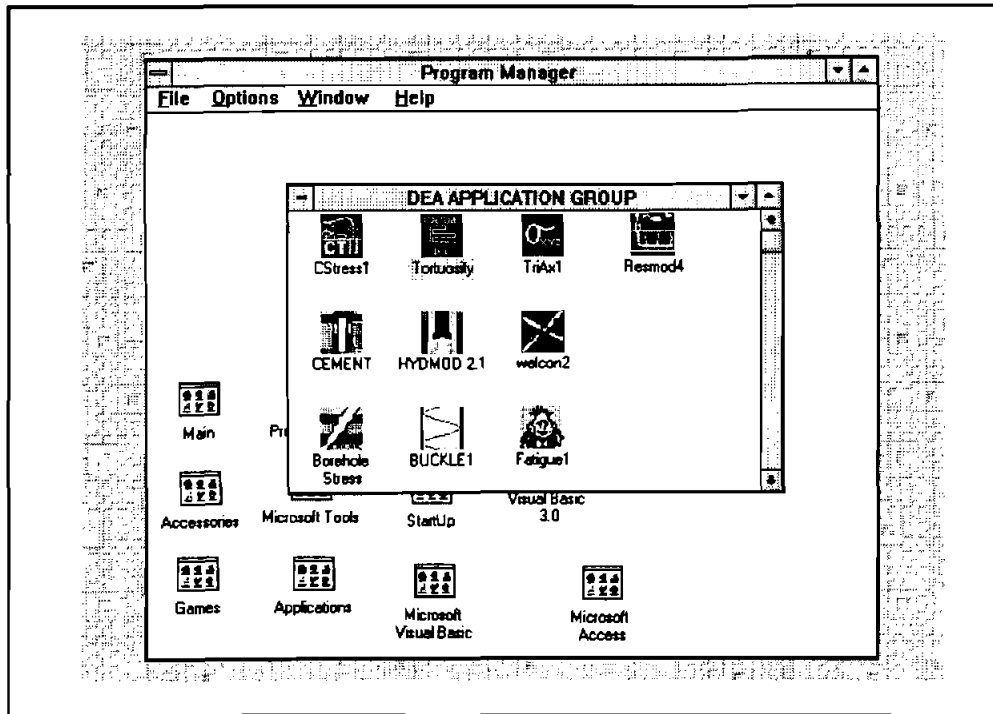 Program Manager
File Options Window Help
DEA APPLICATION GROUP
CTII
CStress1 Tortuosity TriAx1 Resmod4
CEMENT HYDMOD 2.1 welcon2
Main
Borehole Stress BUCKLE1 Fatigue1
Accessories Microsoft Tools StartUp Visual Basic 3.0
Games Applications Microsoft Visual Basic Microsoft Access